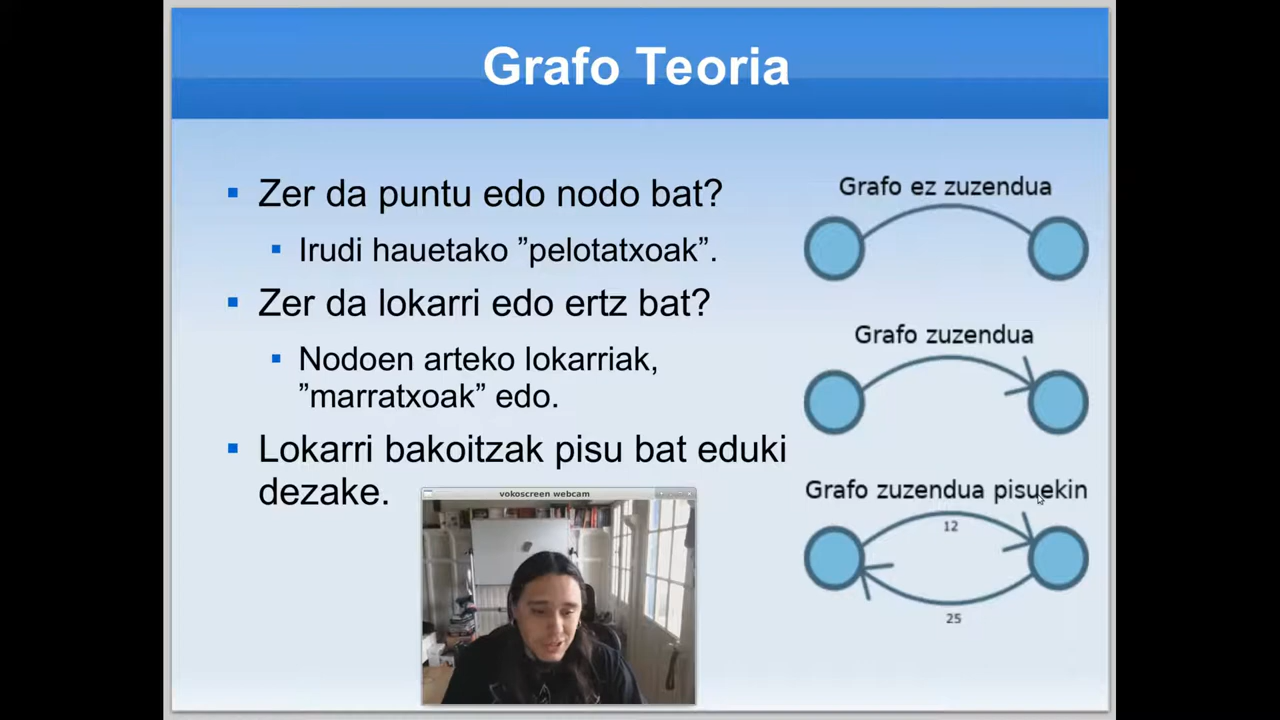 Grafo Teoria
Zer da puntu edo nodo bat?
Irudi hauetako ”pelotatxoak”.
Zer da lokarri edo ertz bat?
Nodoen arteko lokarriak,
”marratxoak” edo.
Lokarri bakoitzak pisu bat eduki
dezake.
Grafo ez zuzendua
Grafo zuzendua
Grafo zuzendua pisuekin
12
25
vokoscreen webcam